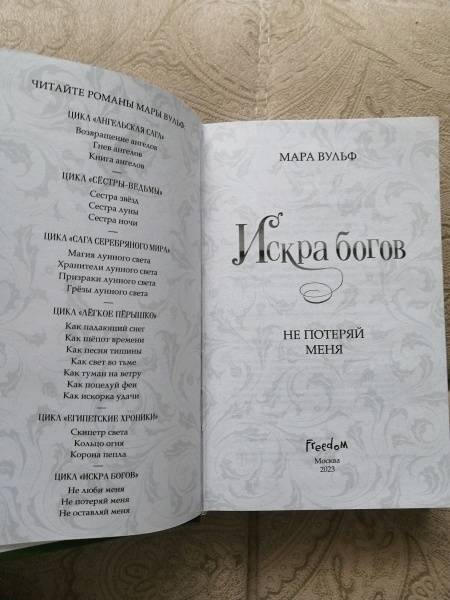 ЧИТАЙТЕ РОМАНЫ МАРЫ ВУЛЬФ
ЦИКЛ «АНГЕЛЬСКАЯ САГА»
Возвращение ангелов
Гнев ангелов
Книга ангелов
—
ЦИКЛ «СЁСТРЫ-ВЕДЬМЫ»
Сестра звёзд
Сестра луны
Сестра ночи
—
ЦИКЛ «САГА СЕРЕБРЯНОГО МИРА»
Магия лунного света
Хранители лунного света
Призраки лунного света
Грёзы лунного света
—
ЦИКЛ «ЛЁГКОЕ ПЁРЫШКО»
Как падающий снег
Как шёпот времени
Как песня тишины
Как свет во тьме
Как туман на ветру
Как поцелуй феи
Как искорка удачи
—
ЦИКЛ «ЕГИПЕТСКИЕ ХРОНИКИ»
Скипетр света
Кольцо огня
Корона пепла
—
ЦИКЛ «ИСКРА БОГОВ»
Не люби меня
Не потеряй меня
Не оставляй меня
МАРА ВУЛЬФ
Искра богов
НЕ ПОТЕРЯЙ
МЕНЯ
Freedom
Москва
2023